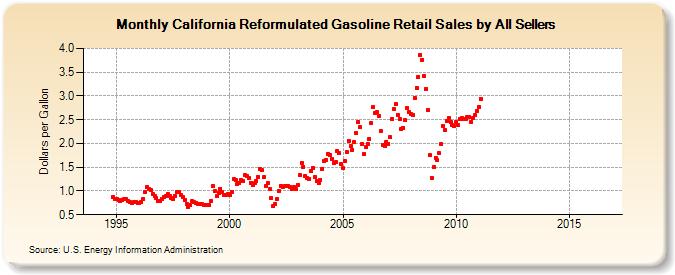 Monthly California Reformulated Gasoline Retail Sales by All Sellers
Dollars per Gallon
4.0
3.5
3.0
2.5
2.0
1.5
1.0
0.5
1995 2000 2005 2010 2015
Source: U.S. Energy Information Administration